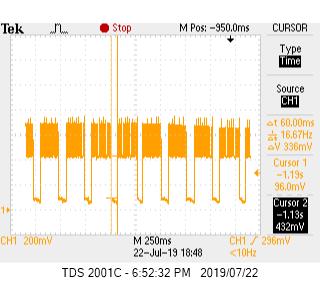 Tek Stop M Pos: -950.0ms CURSOR
Type
Time
Source
CH1
Δt 60.00ms
1/Δt 16.67Hz
ΔV 336mV
Cursor 1
-1.19s
96.0mV
Cursor 2
-1.13s
432mV
1
CH1 200mV M 250ms CH1 / 296mV
22-Jul-19 18:48 <10Hz
TDS 2001C - 6:52:32 PM 2019/07/22